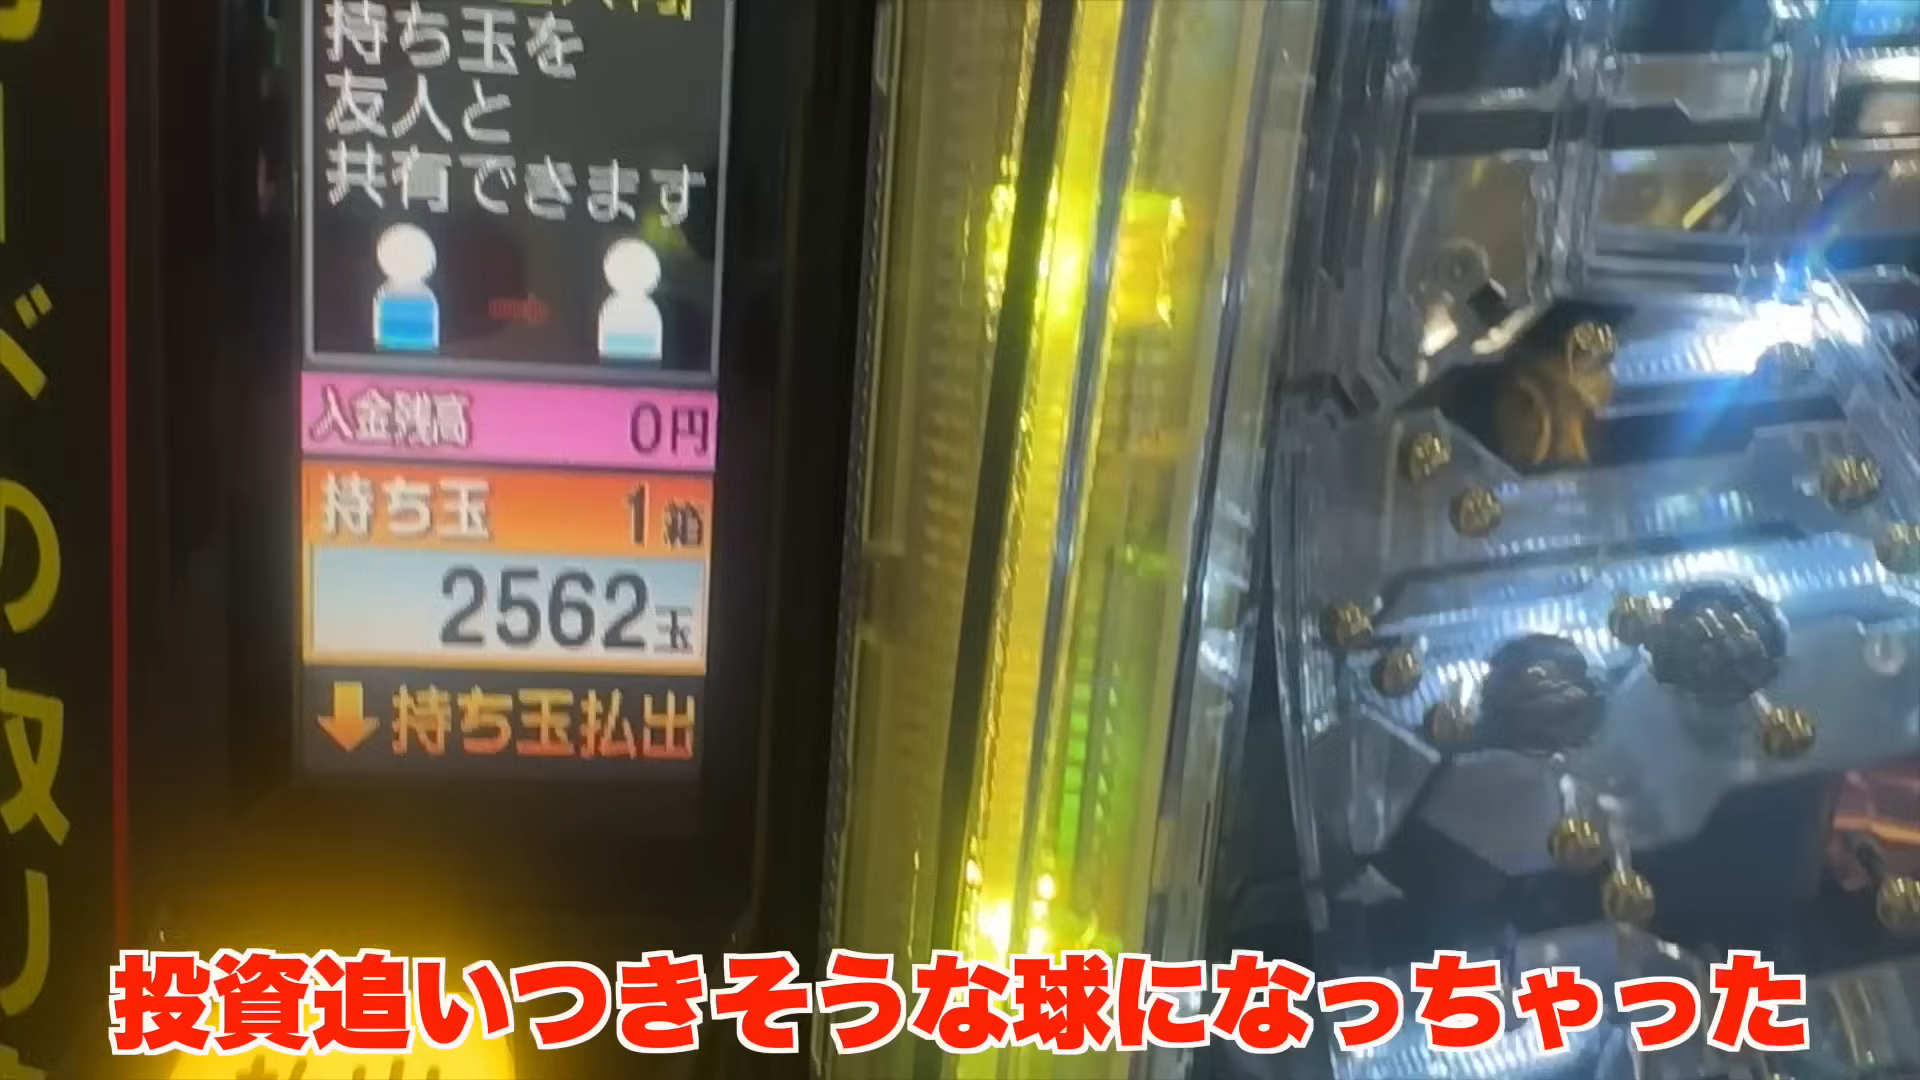 持ち玉を
友人と
共有できます
入金残高 0円
持ち玉 1箱
2562玉
持ち玉払出
投資追いつきそうな球になっちゃった